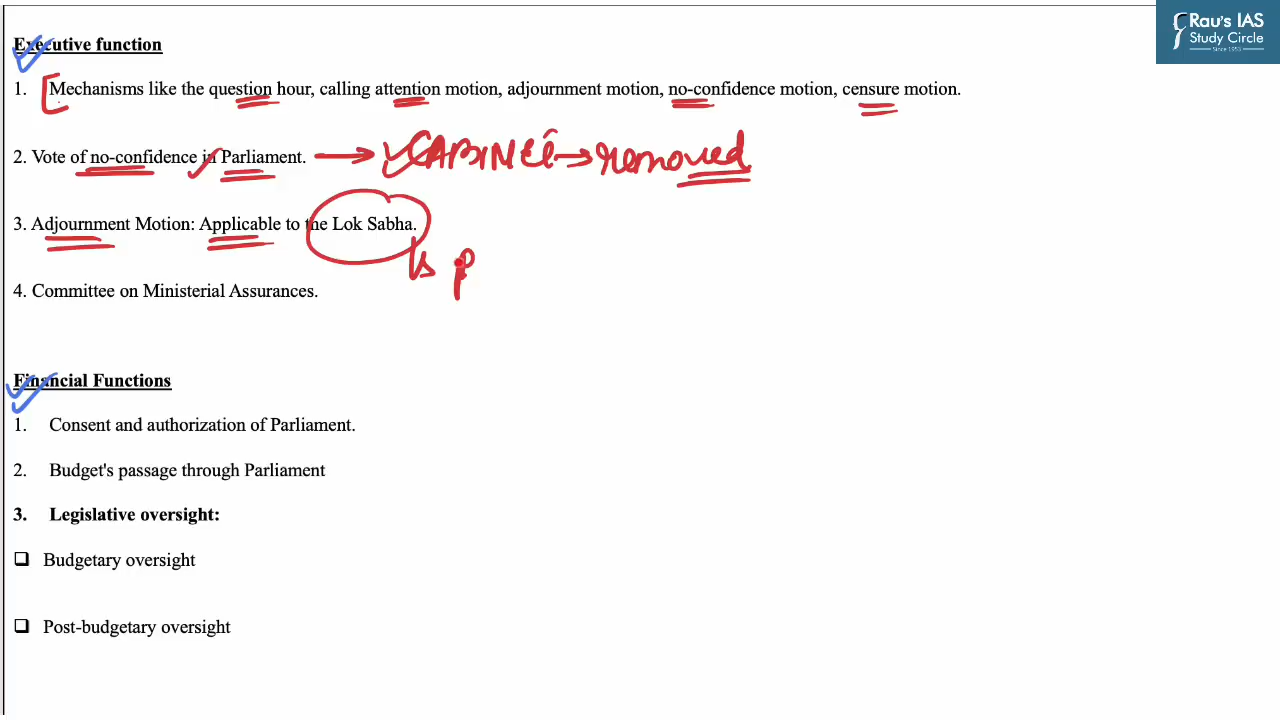 Rau's IAS
Study Circle
Since 1953
Executive function
1. Mechanisms like the question hour, calling attention motion, adjournment motion, no-confidence motion, censure motion.
2. Vote of no-confidence in Parliament. → CABINET → removed
3. Adjournment Motion: Applicable to the Lok Sabha.
4. Committee on Ministerial Assurances.
Financial Functions
1. Consent and authorization of Parliament.
2. Budget's passage through Parliament
3. Legislative oversight:
❑ Budgetary oversight
❑ Post-budgetary oversight